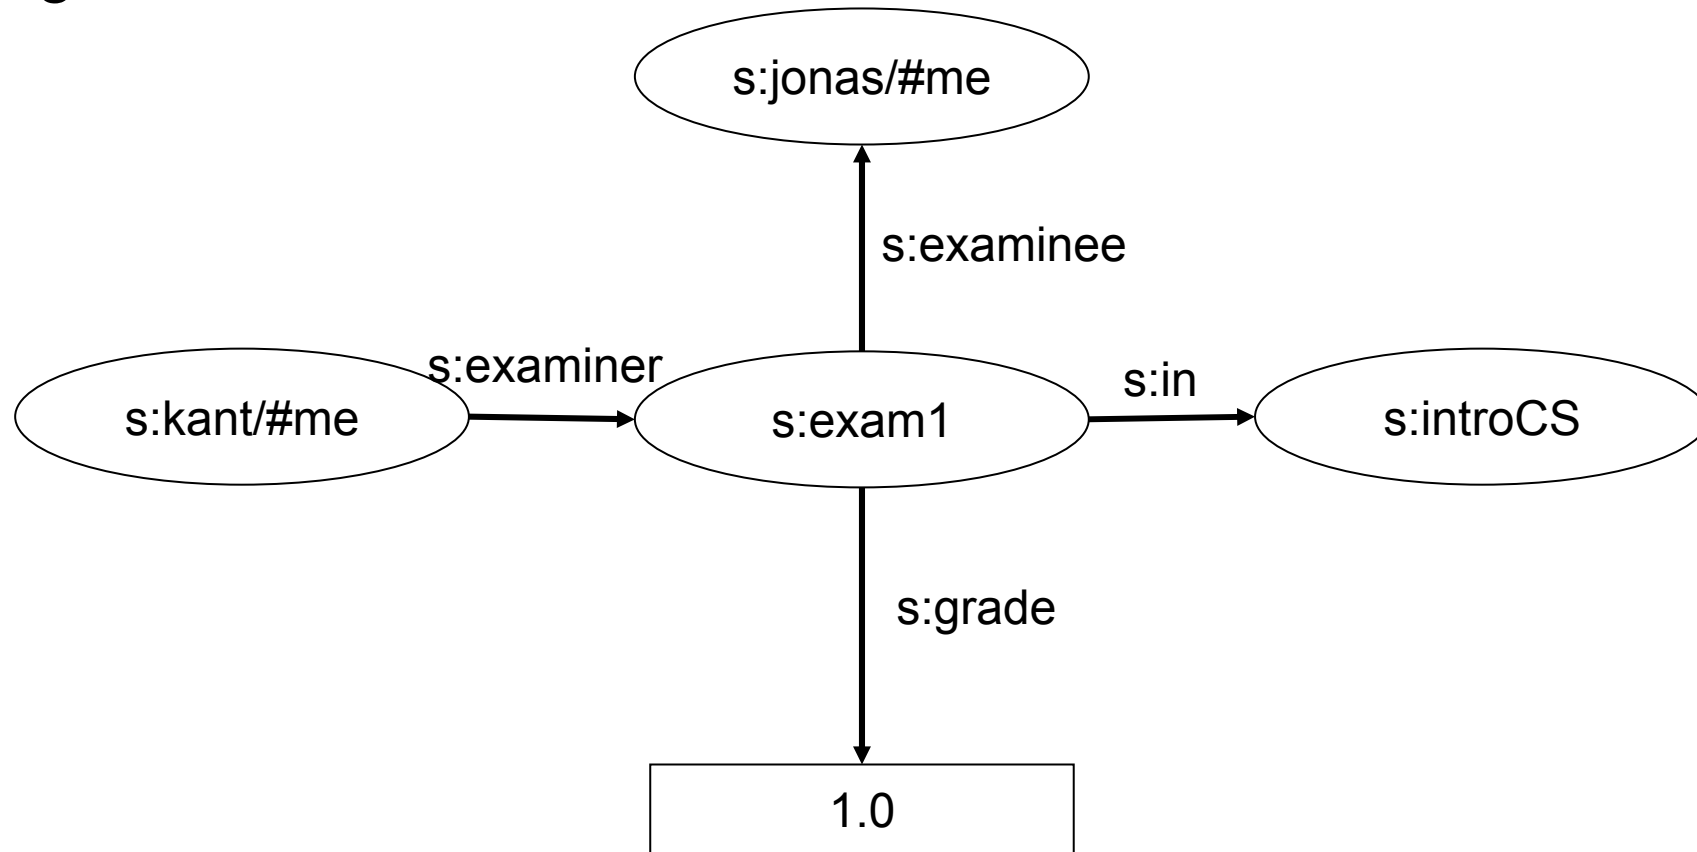 s:jonas/#me
s:examinee
s:examiner
s:in
s:kant/#me
s:exam1
s:introCS
s:grade
1.0